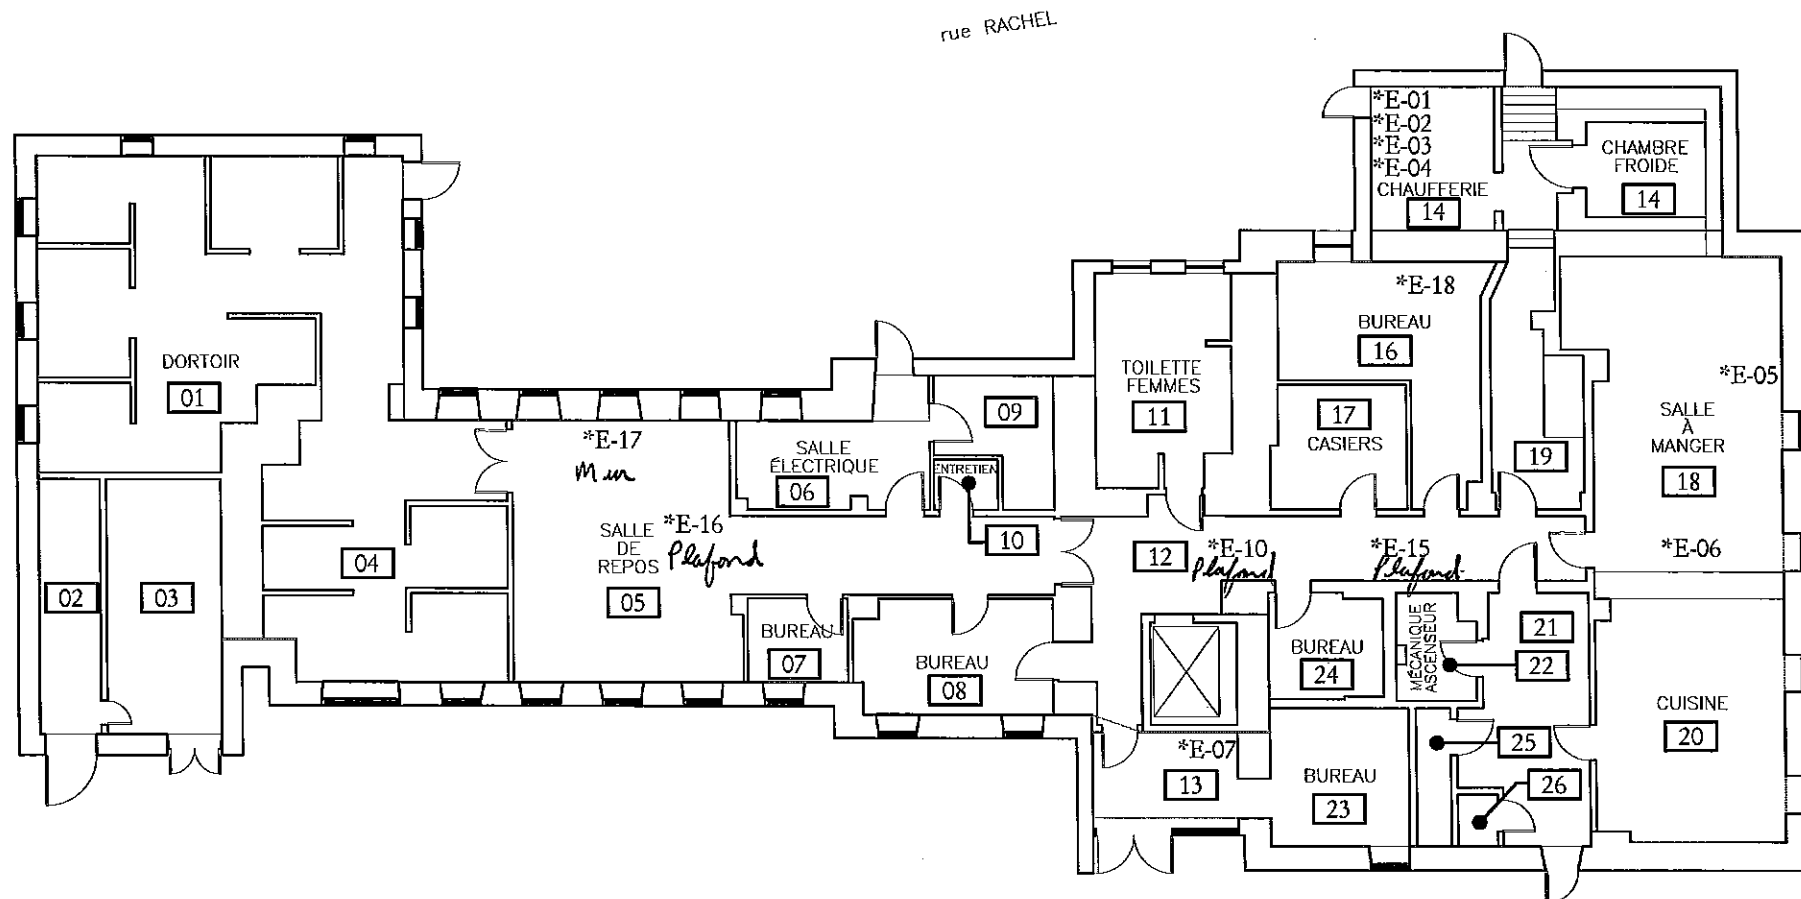 rue RACHEL
*E-01
*E-02
*E-03
*E-04
CHAUFFERIE
14
CHAMBRE
FROIDE
14
DORTOIR
01
02
03
04
*E-17
Mur
*E-16
Plafond
SALLE
DE
REPOS
05
SALLE
ÉLECTRIQUE
06
BUREAU
07
BUREAU
08
09
ENTRETIEN
10
TOILETTE
FEMMES
11
12
*E-10
Plafond
*E-15
Plafond
*E-07
13
*E-18
BUREAU
16
17
CASIERS
19
*E-05
SALLE
À
MANGER
18
*E-06
CUISINE
20
21
22
MÉCANIQUE
ASCENSEUR
BUREAU
24
BUREAU
23
25
26